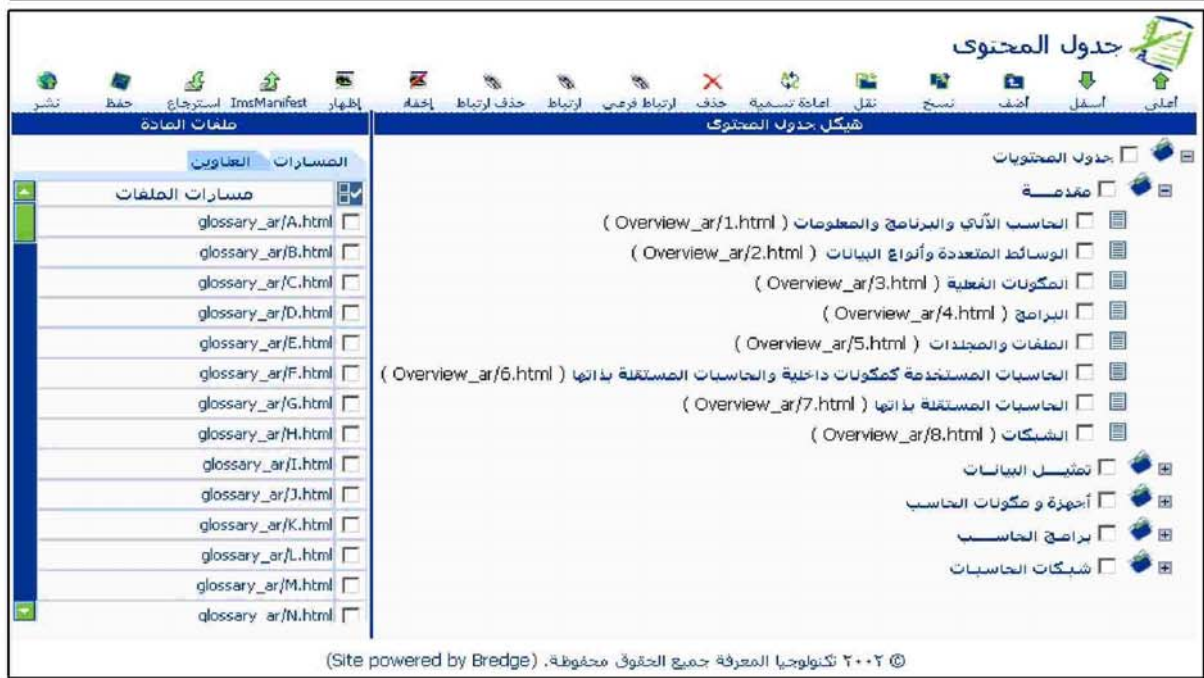 جدول المحتوى
أعلى أسفل أضف نسخ نقل اعادة تسمية حذف ارتباط فرعي ارتباط حذف ارتباط إخفاء إظهار ImsManifest استرجاع حفظ نشر
شيكل جدول المحتوى
جدول المحتويات
مقدمـــة
الحاسب الآلي والبرنامج والمعلومات ( Overview_ar/1.html )
الوسائط المتعددة وأنواع البيانات ( Overview_ar/2.html )
المكونات الفعلية ( Overview_ar/3.html )
البرامج ( Overview_ar/4.html )
الملفات والمجلدات ( Overview_ar/5.html )
الحاسبات المستخدمة كمكونات داخلية والحاسبات المستقلة بذاتها ( Overview_ar/6.html )
الحاسبات المستقلة بذاتها ( Overview_ar/7.html )
الشبكات ( Overview_ar/8.html )
تمثيــل البيانــات
أجهزة و مكونات الحاسب
برامـج الحاســـب
شبـكات الحاسبـات
ملفات المادة
المسارات العناوين
مسارات الملفات
glossary_ar/A.html
glossary_ar/B.html
glossary_ar/C.html
glossary_ar/D.html
glossary_ar/E.html
glossary_ar/F.html
glossary_ar/G.html
glossary_ar/H.html
glossary_ar/I.html
glossary_ar/J.html
glossary_ar/K.html
glossary_ar/L.html
glossary_ar/M.html
glossary_ar/N.html
© ٢٠٠٢ تكنولوجيا المعرفة جميع الحقوق محفوظة. (Site powered by Bredge)